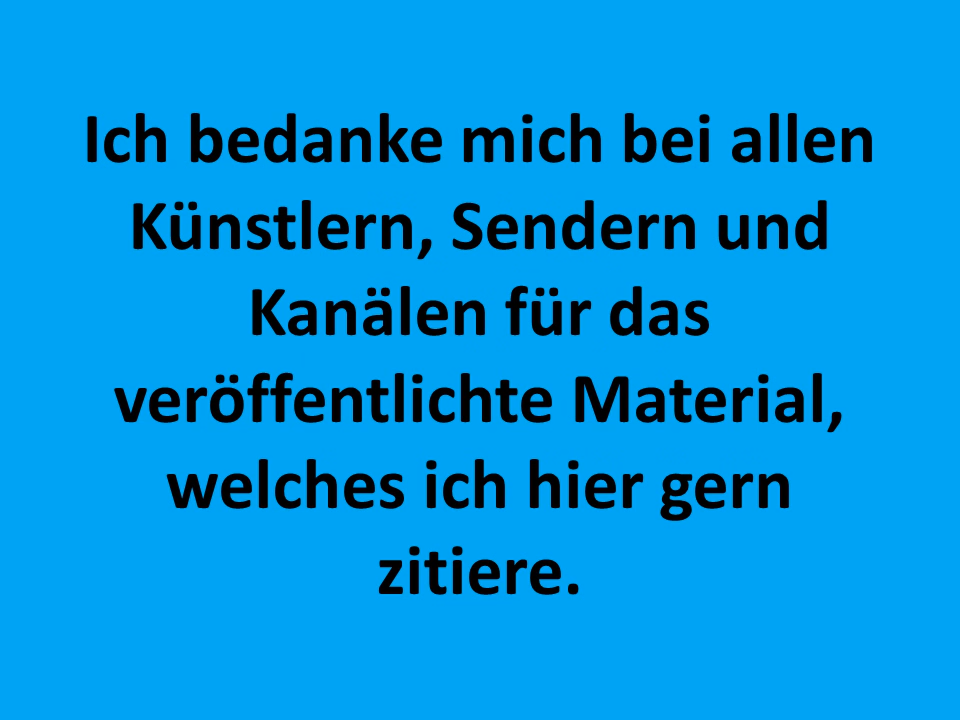 Ich bedanke mich bei allen
Künstlern, Sendern und
Kanälen für das
veröffentlichte Material,
welches ich hier gern
zitiere.